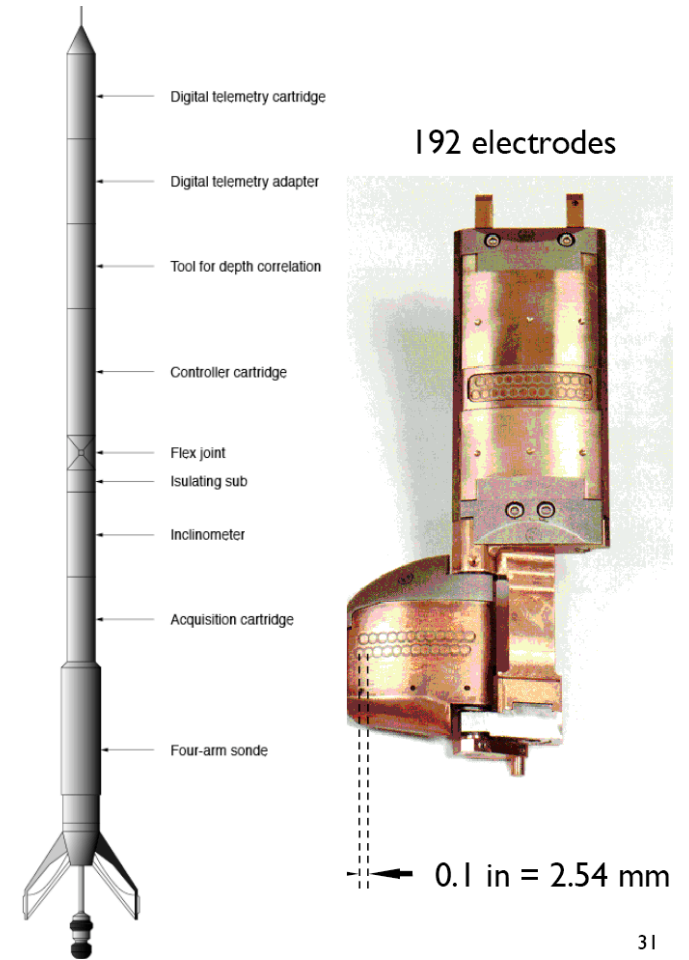 Digital telemetry cartridge
Digital telemetry adapter
Tool for depth correlation
Controller cartridge
Flex joint
Isulating sub
Inclinometer
Acquisition cartridge
Four-arm sonde
192 electrodes
0.1 in = 2.54 mm
31